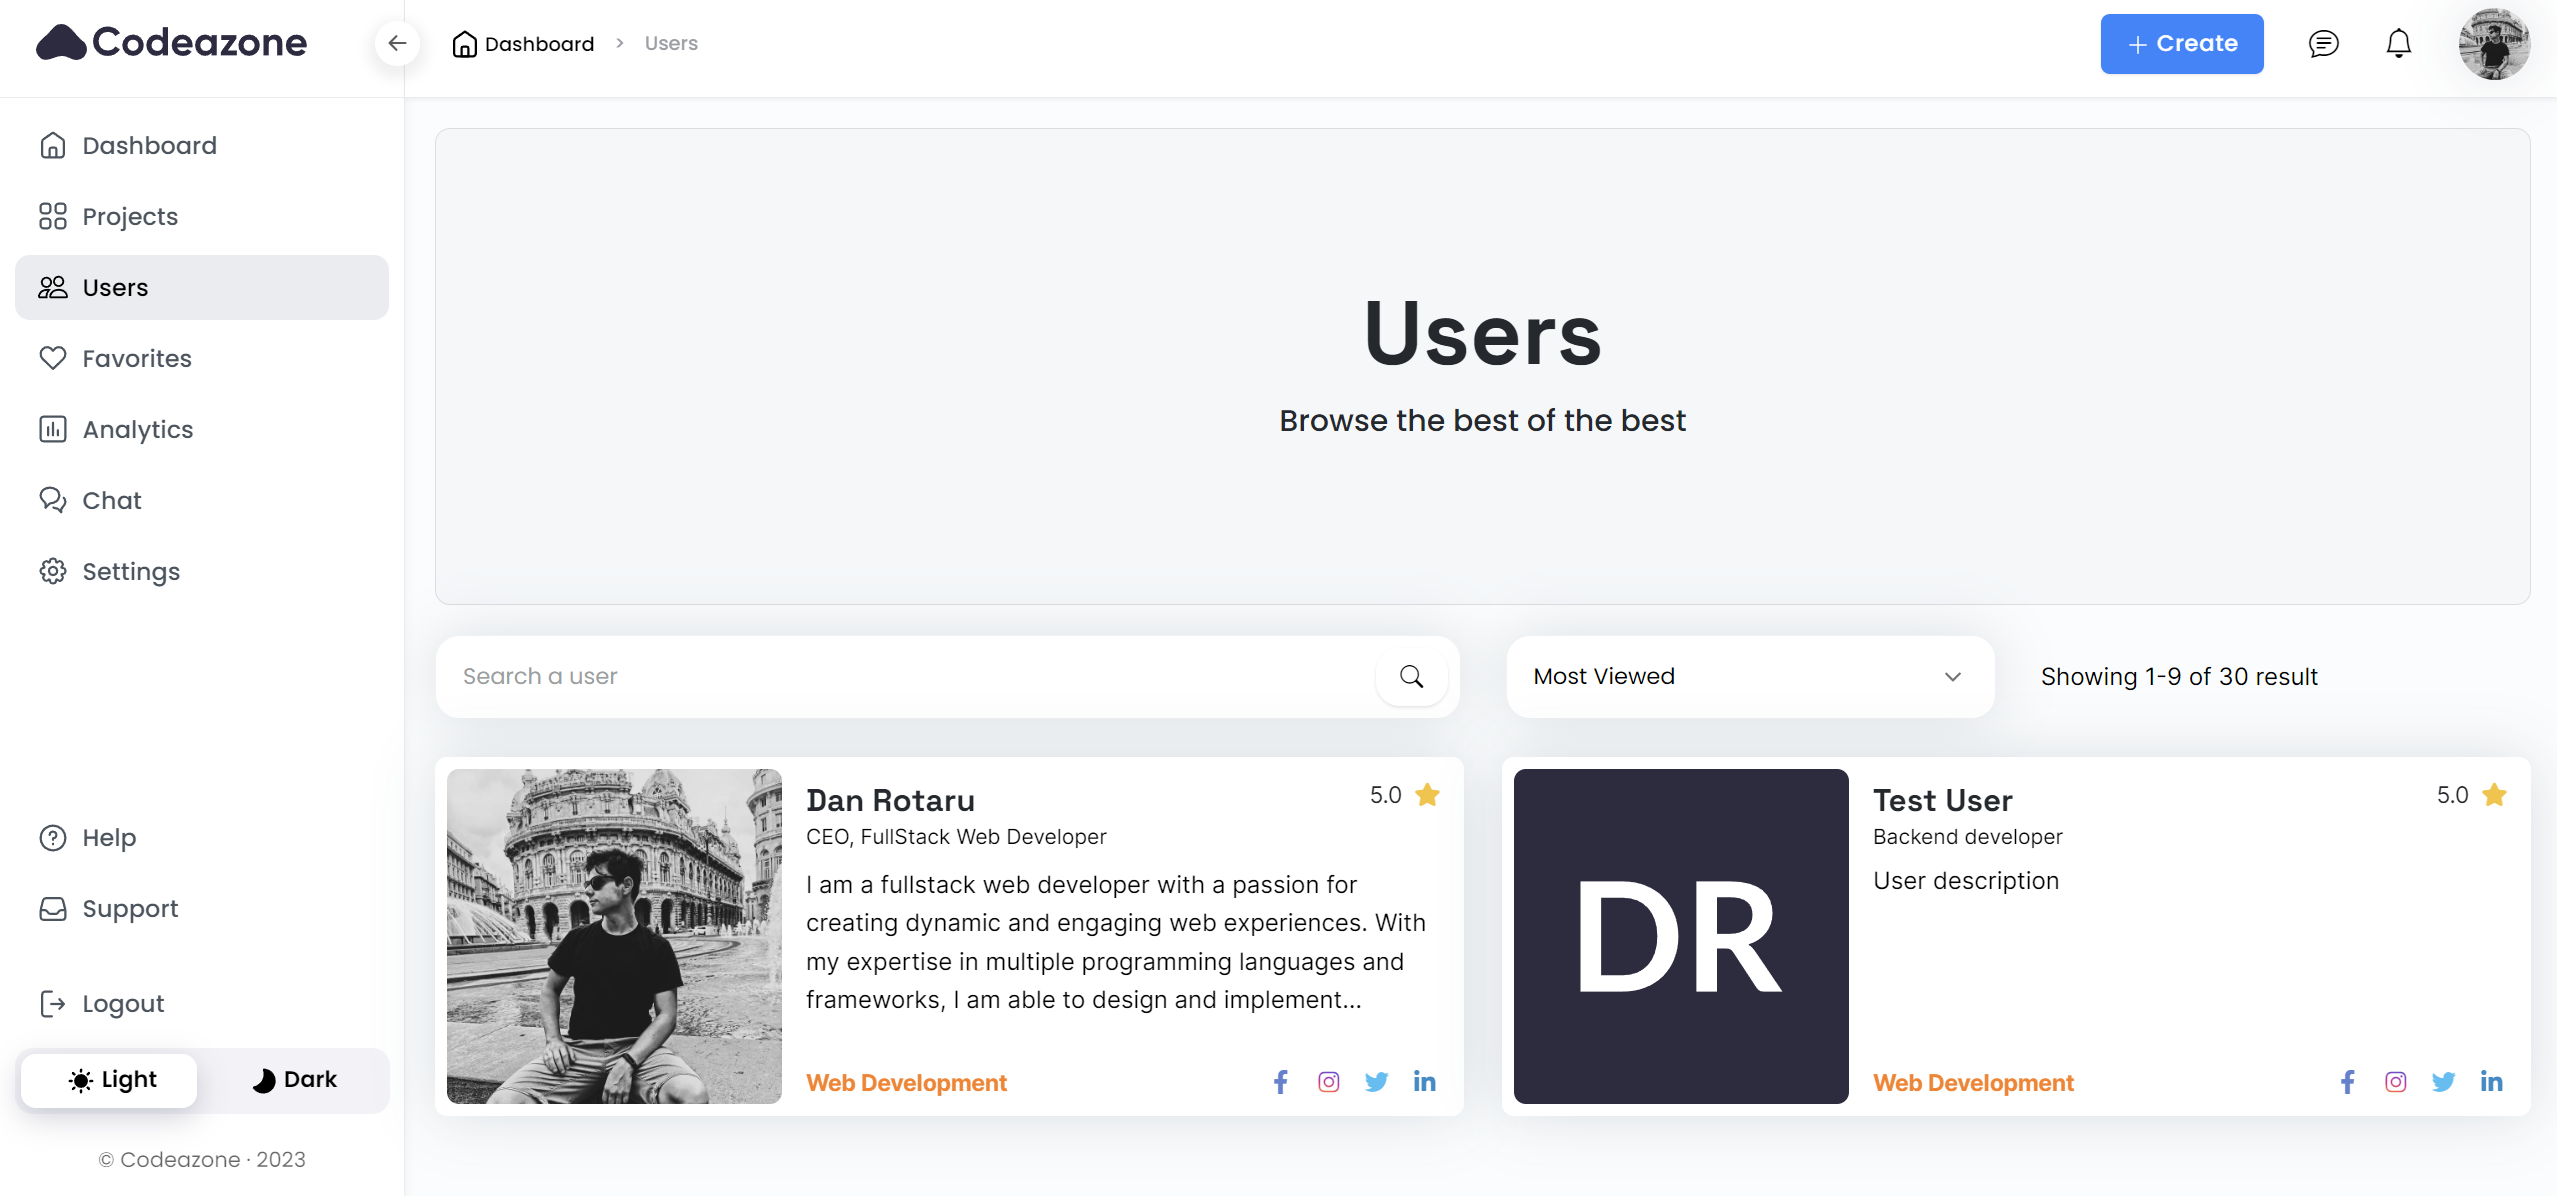 Codeazone
Dashboard > Users
+ Create
Dashboard
Projects
Users
Favorites
Analytics
Chat
Settings
Help
Support
Logout
Light
Dark
© Codeazone · 2023
Users
Browse the best of the best
Search a user
Most Viewed
Showing 1-9 of 30 result
Dan Rotaru
5.0
CEO, FullStack Web Developer
I am a fullstack web developer with a passion for
creating dynamic and engaging web experiences. With
my expertise in multiple programming languages and
frameworks, I am able to design and implement...
Web Development
DR
Test User
5.0
Backend developer
User description
Web Development